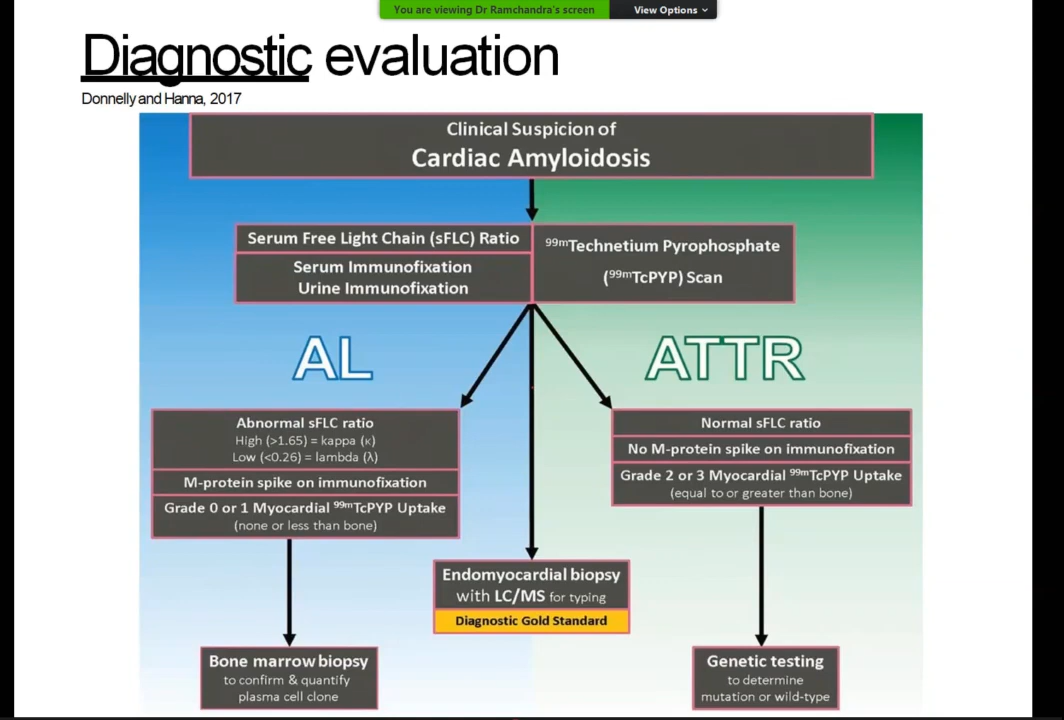 You are viewing Dr Ramchandra's screen
View Options
Diagnostic evaluation
Donnelly and Hanna, 2017
Clinical Suspicion of
Cardiac Amyloidosis
Serum Free Light Chain (sFLC) Ratio
Serum Immunofixation
Urine Immunofixation
⁹⁹ᵐTechnetium Pyrophosphate
(⁹⁹ᵐTcPYP) Scan
AL
ATTR
Abnormal sFLC ratio
High (>1.65) = kappa (κ)
Low (<0.26) = lambda (λ)
M-protein spike on immunofixation
Grade 0 or 1 Myocardial ⁹⁹ᵐTcPYP Uptake
(none or less than bone)
Normal sFLC ratio
No M-protein spike on immunofixation
Grade 2 or 3 Myocardial ⁹⁹ᵐTcPYP Uptake
(equal to or greater than bone)
Endomyocardial biopsy
with LC/MS for typing
Diagnostic Gold Standard
Bone marrow biopsy
to confirm & quantify
plasma cell clone
Genetic testing
to determine
mutation or wild-type